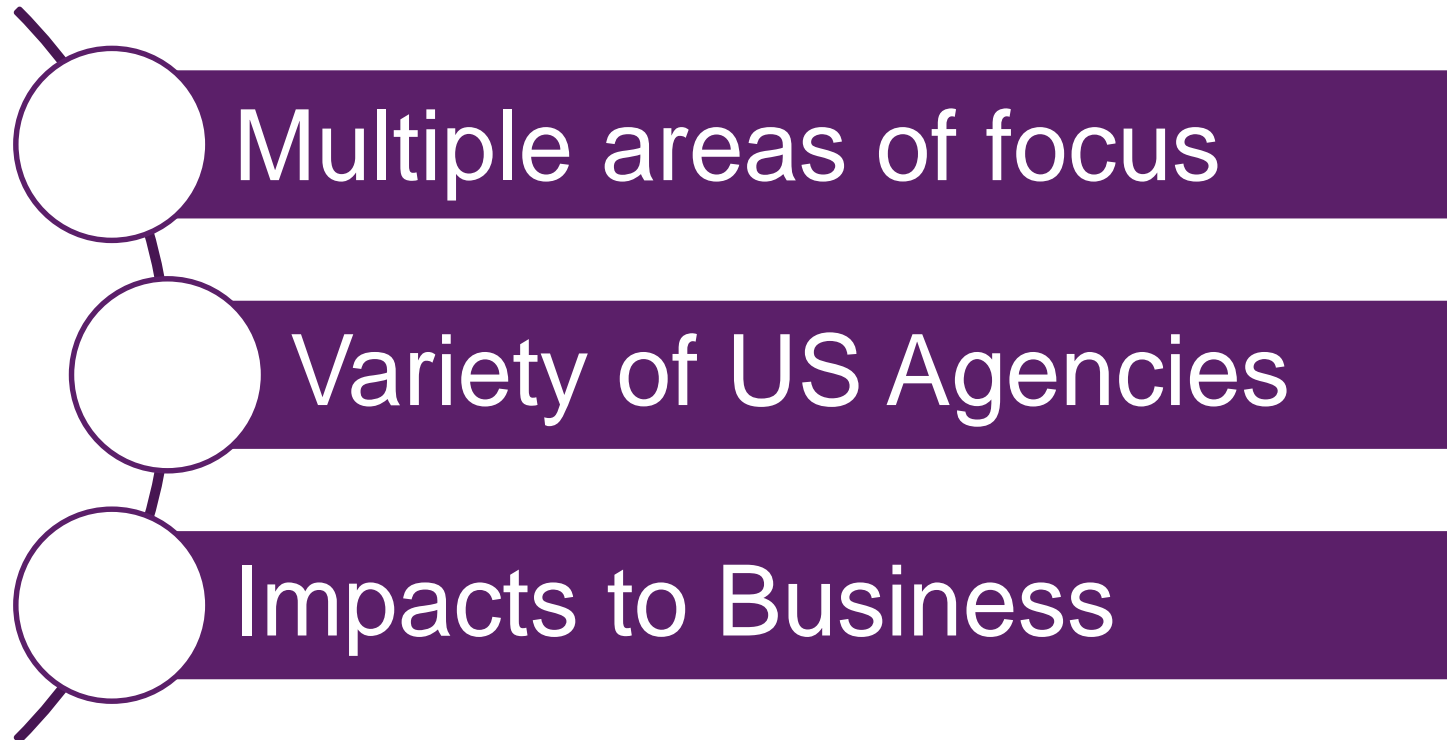 Multiple areas of focus
Variety of US Agencies
Impacts to Business